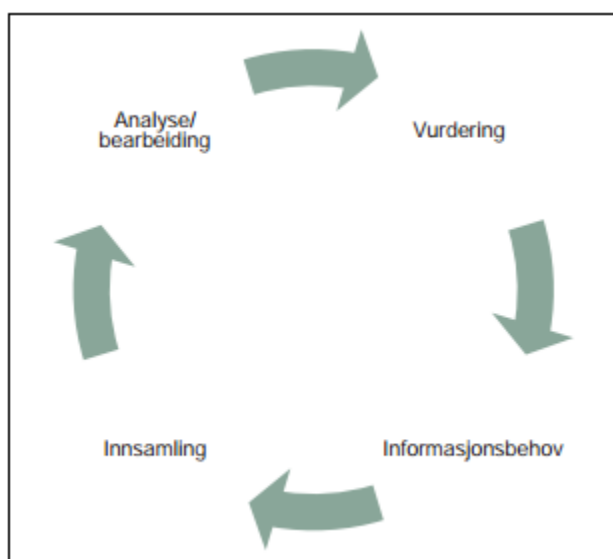 Analyse/
bearbeiding
Vurdering
Innsamling
Informasjonsbehov